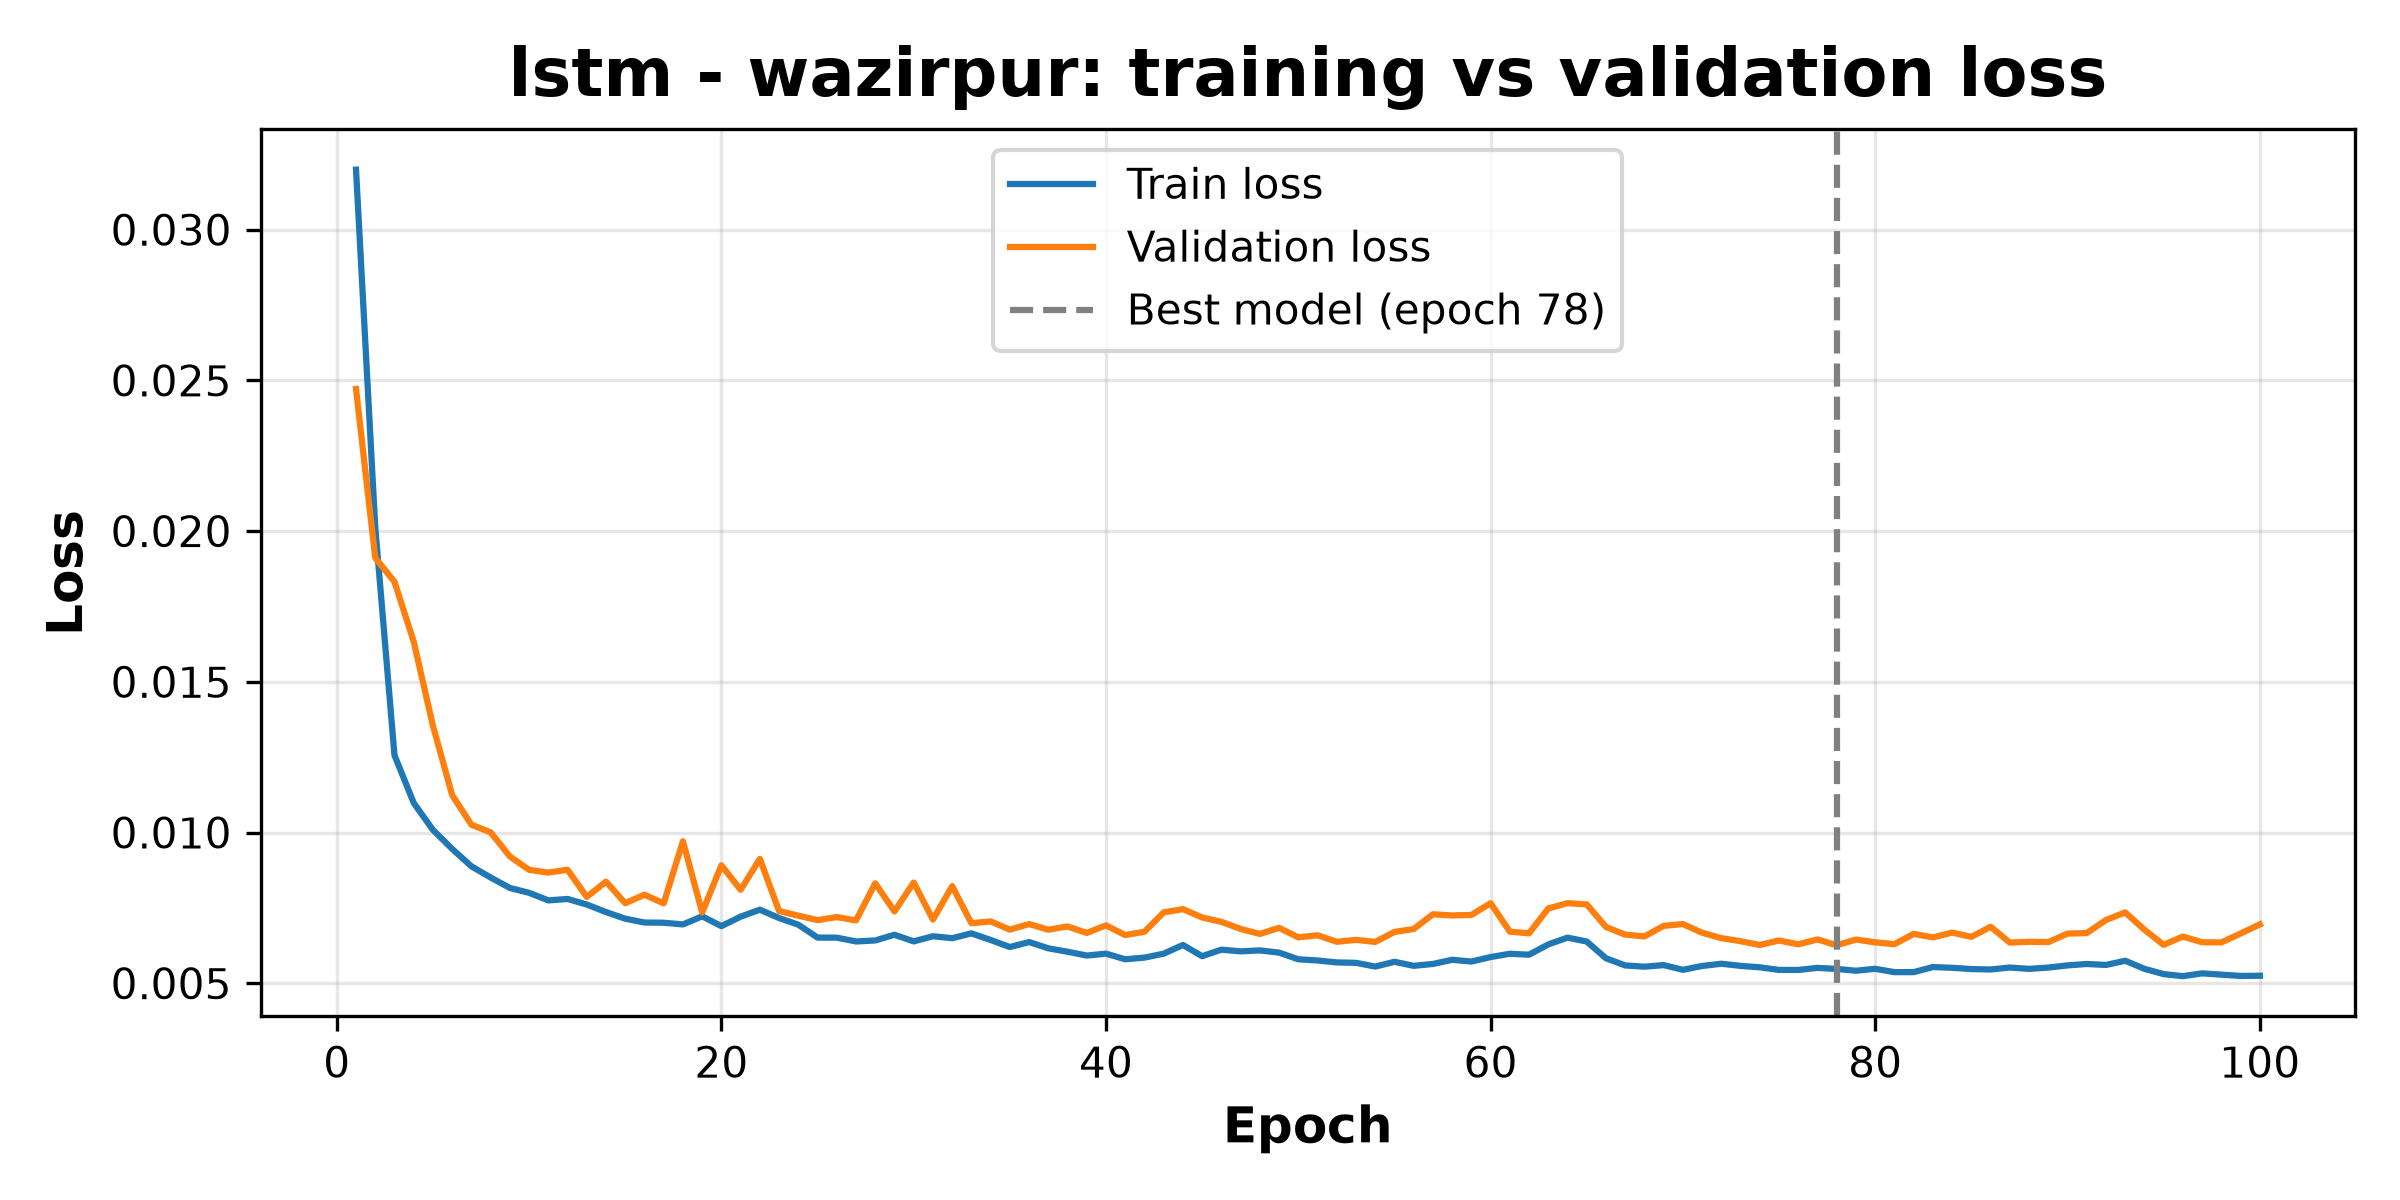 lstm - wazirpur: training vs validation loss
Train loss
Validation loss
Best model (epoch 78)
Loss
0.030
0.025
0.020
0.015
0.010
0.005
0 20 40 60 80 100
Epoch